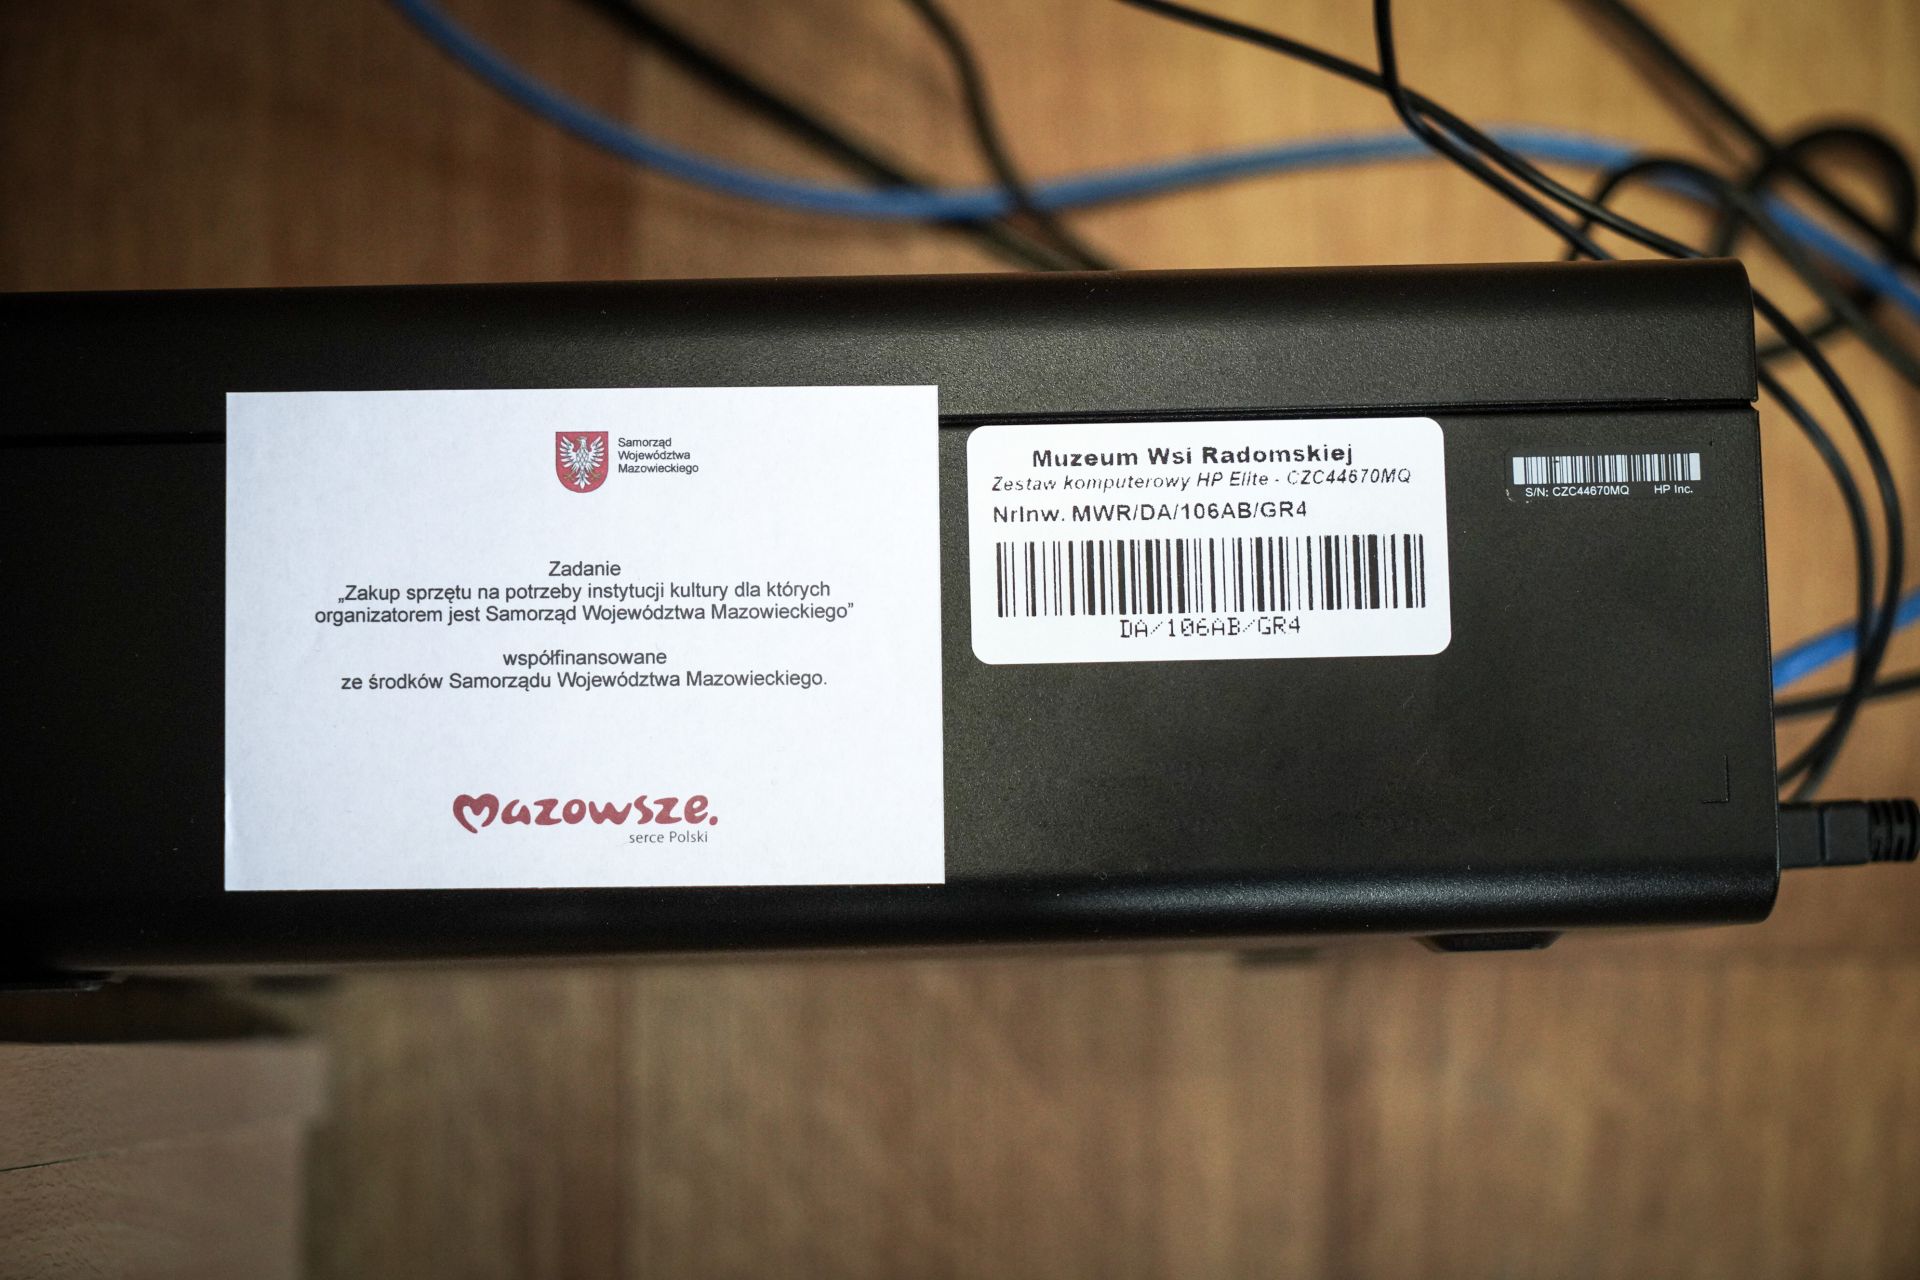 Samorząd
Województwa
Mazowieckiego
Zadanie
„Zakup sprzętu na potrzeby instytucji kultury dla których
organizatorem jest Samorząd Województwa Mazowieckiego”
współfinansowane
ze środków Samorządu Województwa Mazowieckiego.
Mazowsze.
serce Polski
Muzeum Wsi Radomskiej
Zestaw komputerowy HP Elite - CZC44670MQ
NrInw. MWR/DA/106AB/GR4
DA/106AB/GR4
S/N: CZC44670MQ HP Inc.